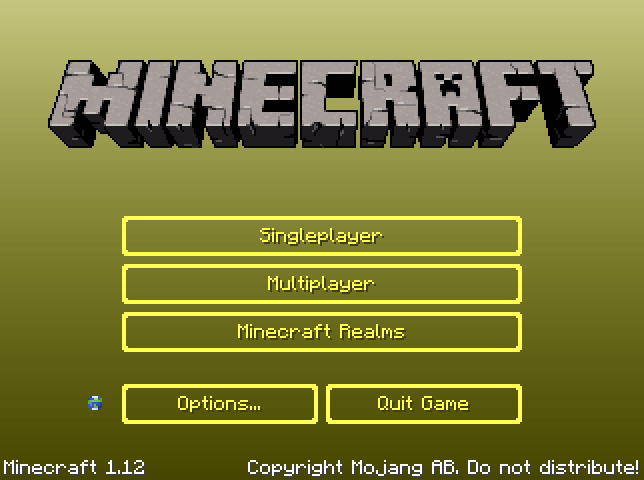 MINECRAFT
Singleplayer
Multiplayer
Minecraft Realms
Options...
Quit Game
Minecraft 1.12
Copyright Mojang AB. Do not distribute!